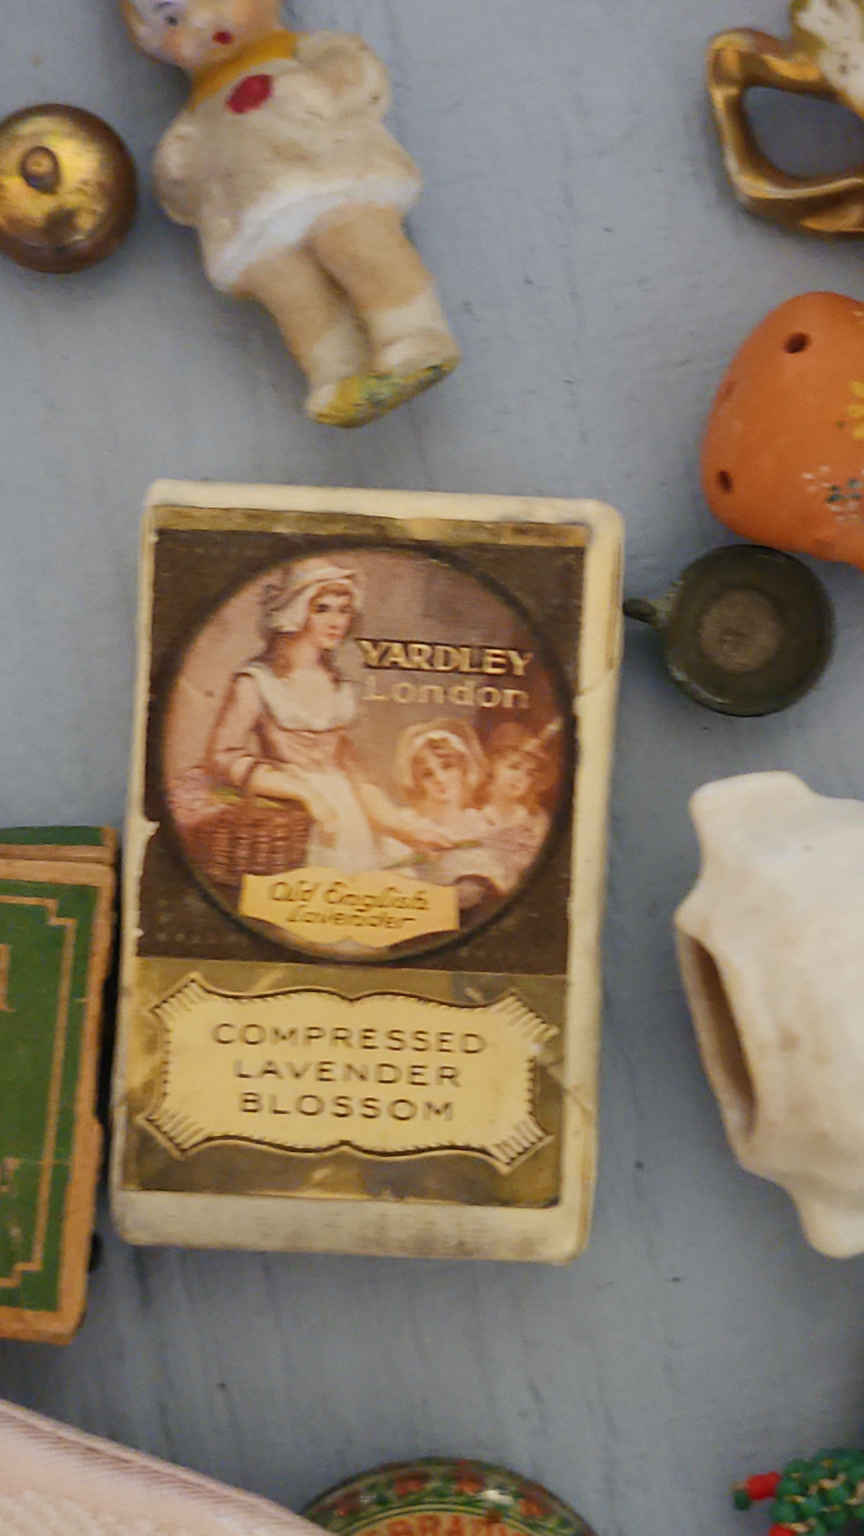 YARDLEY
London
Old English
Lavender
COMPRESSED
LAVENDER
BLOSSOM